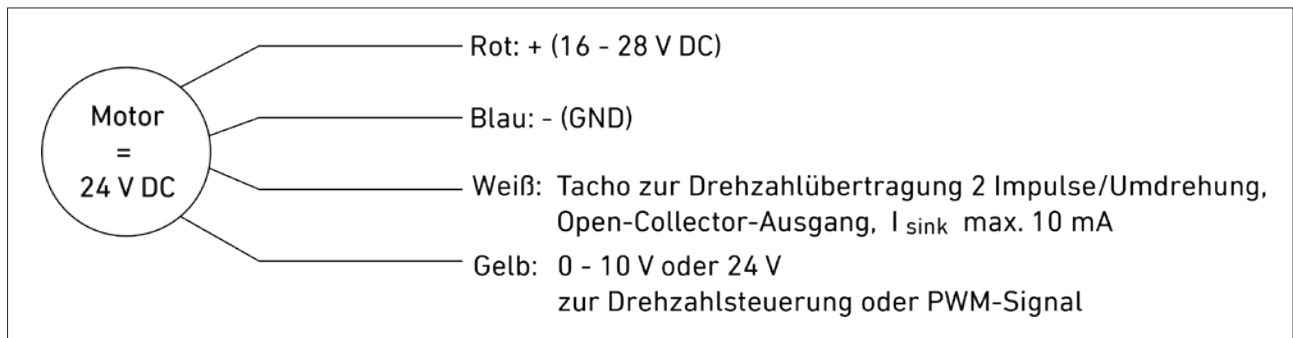 Motor
=
24 V DC
Rot: + (16 - 28 V DC)
Blau: - (GND)
Weiß: Tacho zur Drehzahlübertragung 2 Impulse/Umdrehung,
Open-Collector-Ausgang, I sink max. 10 mA
Gelb: 0 - 10 V oder 24 V
zur Drehzahlsteuerung oder PWM-Signal